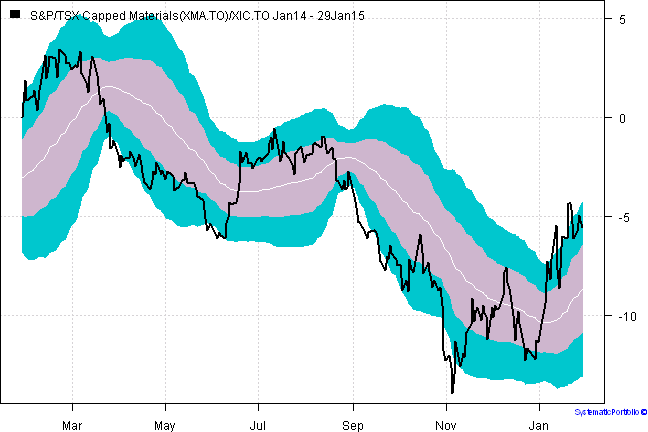 S&P/TSX Capped Materials(XMA.TO)/XIC.TO Jan14 - 29Jan15
5
0
-5
-10
Mar May Jul Sep Nov Jan
SystematicPortfolio ©